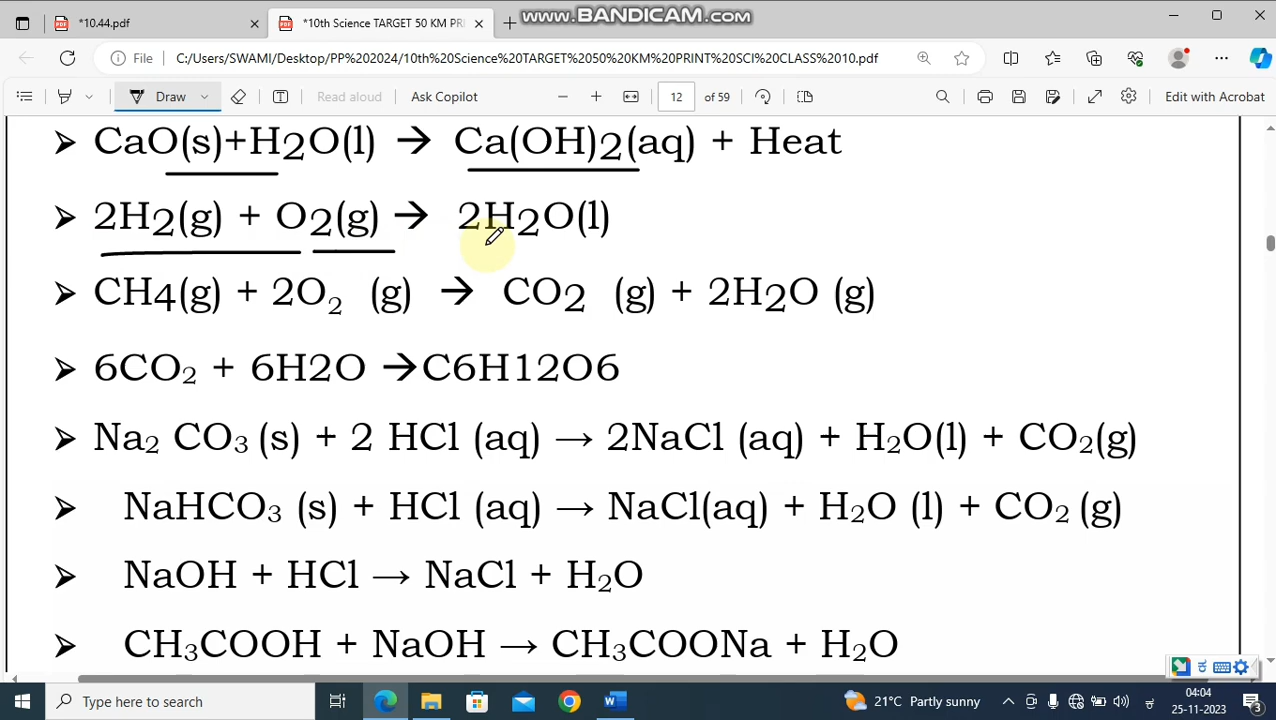 www.BANDICAM.com
*10.44.pdf
*10th Science TARGET 50 KM PRI
File
C:/Users/SWAMI/Desktop/PP%202024/10th%20Science%20TARGET%2050%20KM%20PRINT%20SCI%20CLASS%2010.pdf
Draw
Read aloud
Ask Copilot
12 of 59
Edit with Acrobat
➢ CaO(s)+H2O(l) → Ca(OH)2(aq) + Heat
➢ 2H2(g) + O2(g) → 2H2O(l)
➢ CH4(g) + 2O₂ (g) → CO2 (g) + 2H2O (g)
➢ 6CO₂ + 6H2O →C6H12O6
➢ Na₂ CO₃ (s) + 2 HCl (aq) → 2NaCl (aq) + H₂O(l) + CO₂(g)
➢ NaHCO₃ (s) + HCl (aq) → NaCl(aq) + H₂O (l) + CO₂ (g)
➢ NaOH + HCl → NaCl + H₂O
➢ CH₃COOH + NaOH → CH₃COONa + H₂O
Type here to search
21°C Partly sunny
04:04
25-11-2023
3